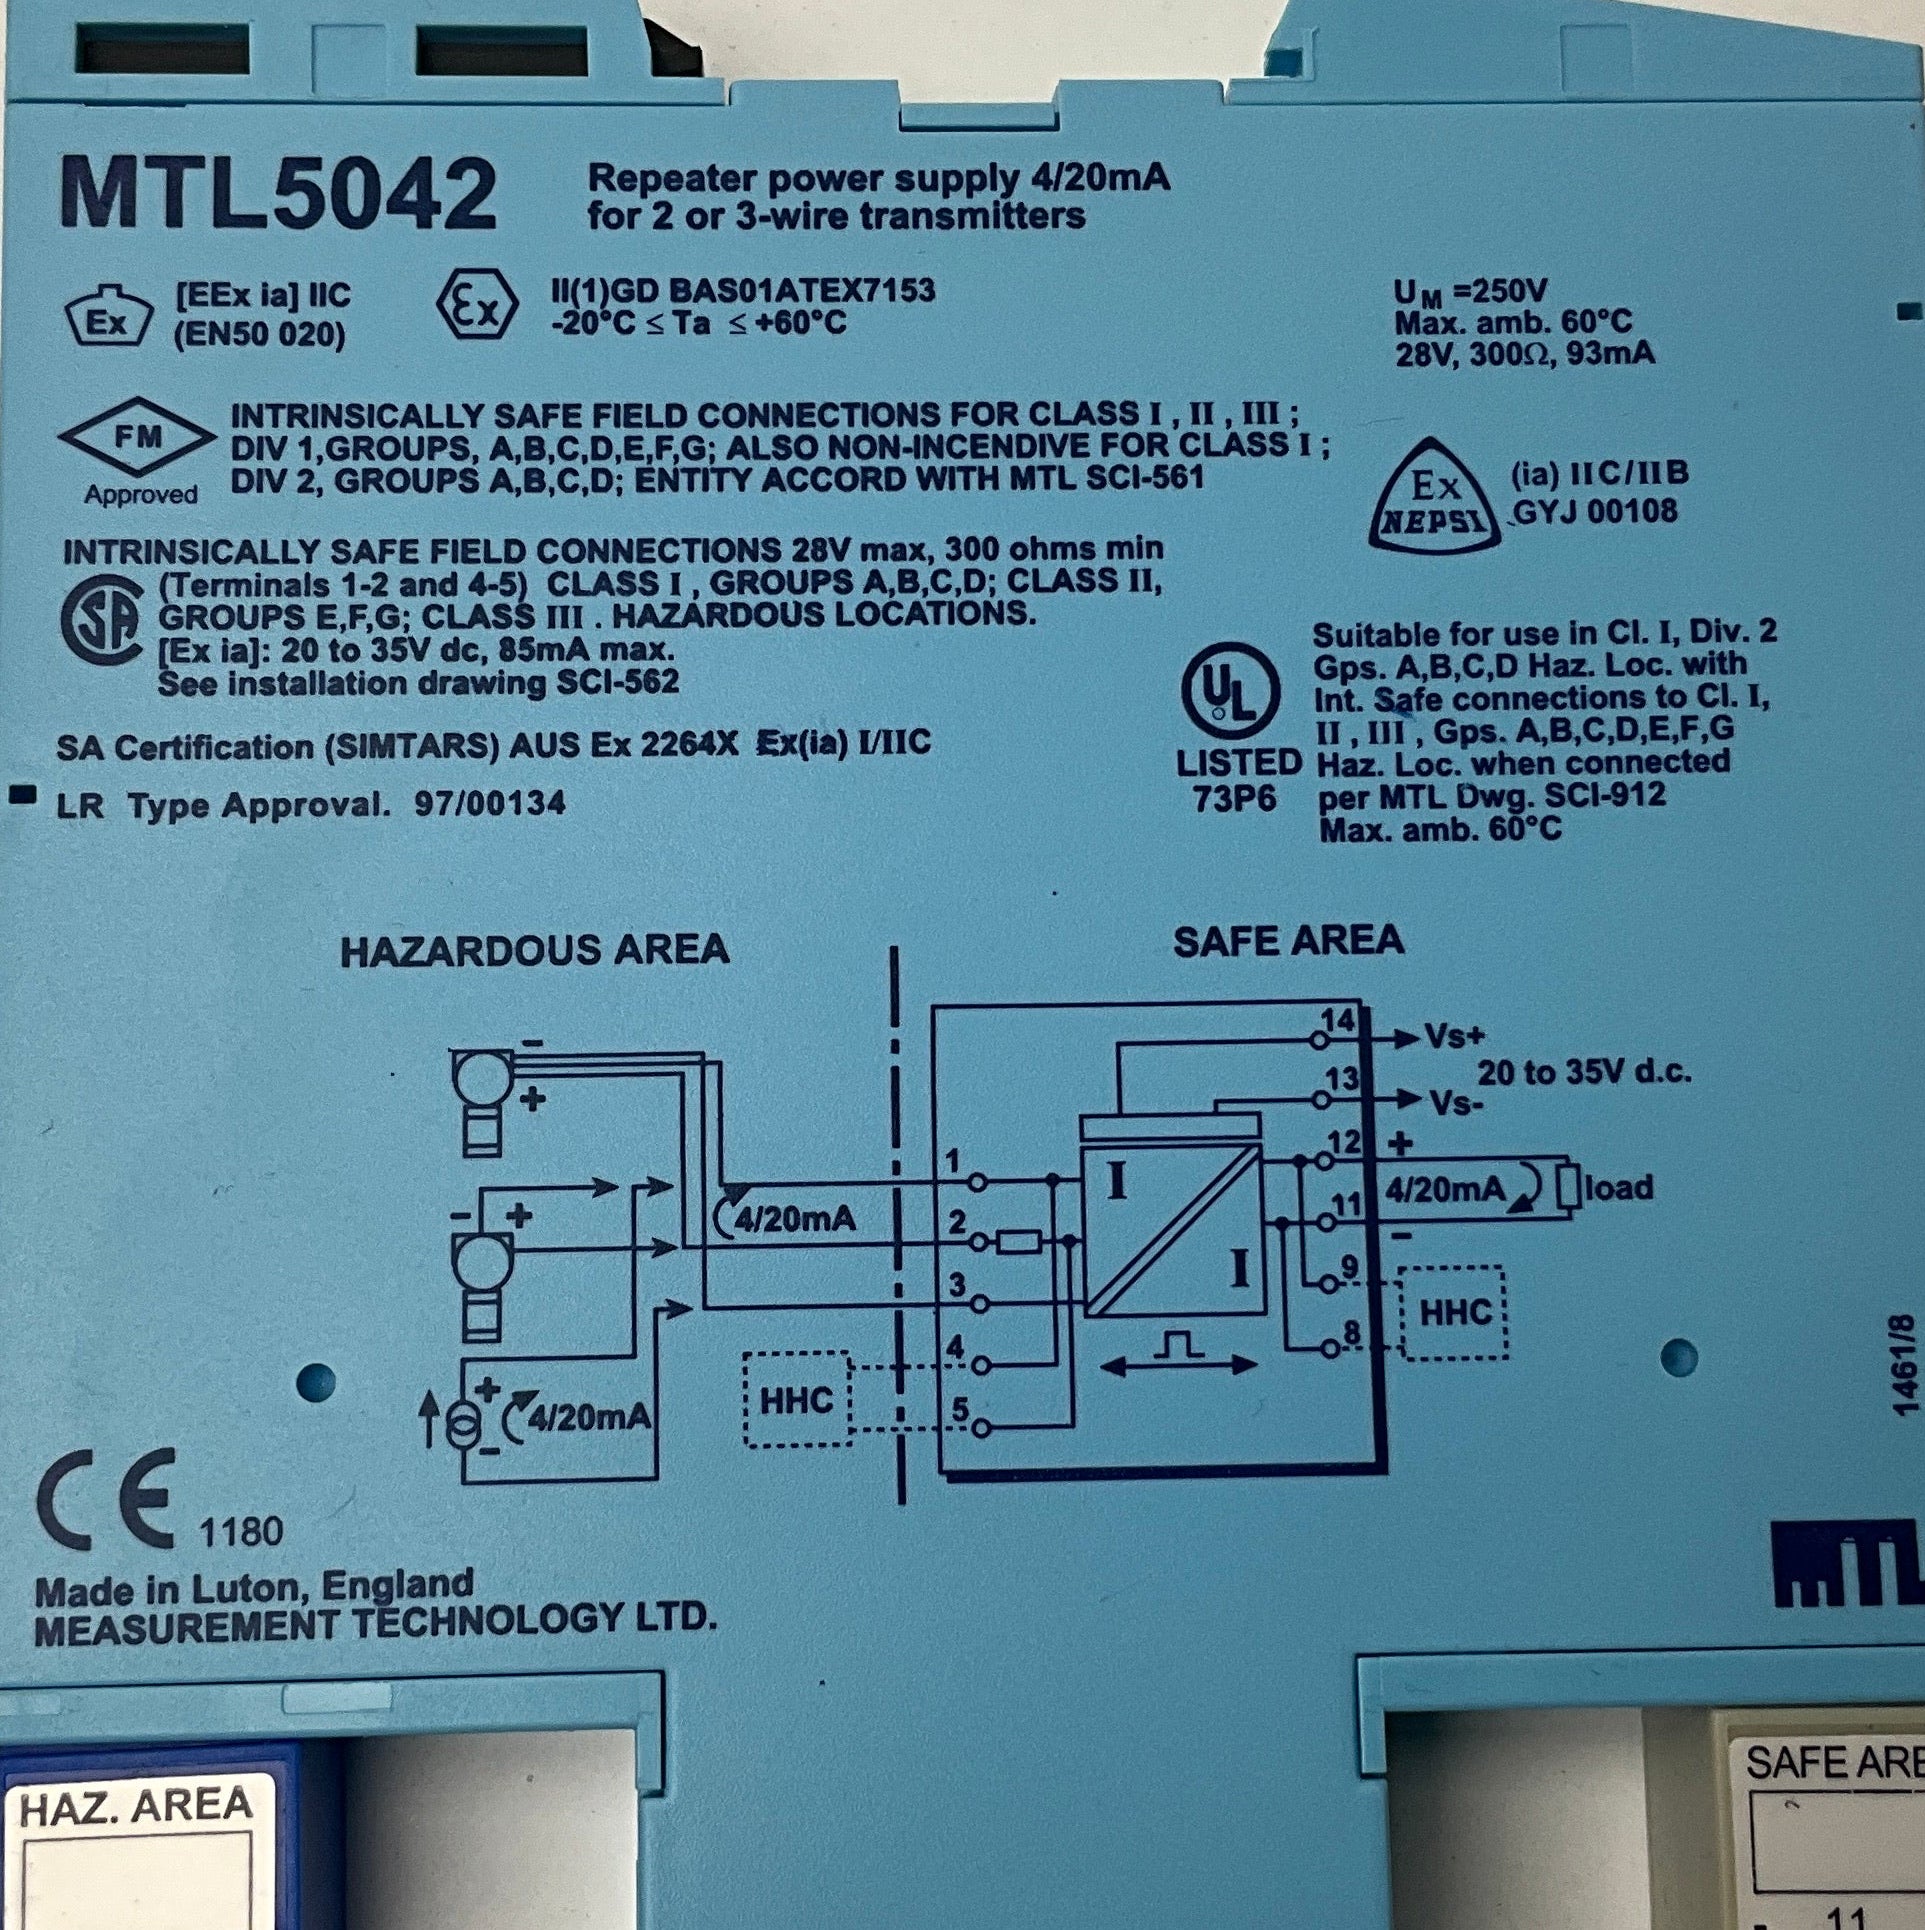 MTL5042
Repeater power supply 4/20mA
for 2 or 3-wire transmitters
Ex
[EEx ia] IIC
(EN50 020)
Ex
II(1)GD BAS01ATEX7153
-20°C ≤ Ta ≤ +60°C
UM =250V
Max. amb. 60°C
28V, 300Ω, 93mA
FM
Approved
INTRINSICALLY SAFE FIELD CONNECTIONS FOR CLASS I , II , III ;
DIV 1,GROUPS, A,B,C,D,E,F,G; ALSO NON-INCENDIVE FOR CLASS I ;
DIV 2, GROUPS A,B,C,D; ENTITY ACCORD WITH MTL SCI-561
Ex
NEPSI
(ia) IIC/IIB
GYJ 00108
INTRINSICALLY SAFE FIELD CONNECTIONS 28V max, 300 ohms min
SA
(Terminals 1-2 and 4-5) CLASS I , GROUPS A,B,C,D; CLASS II,
GROUPS E,F,G; CLASS III . HAZARDOUS LOCATIONS.
[Ex ia]: 20 to 35V dc, 85mA max.
See installation drawing SCI-562
UL
LISTED
73P6
Suitable for use in Cl. I, Div. 2
Gps. A,B,C,D Haz. Loc. with
Int. Safe connections to Cl. I,
II , III , Gps. A,B,C,D,E,F,G
Haz. Loc. when connected
per MTL Dwg. SCI-912
Max. amb. 60°C
SA Certification (SIMTARS) AUS Ex 2264X Ex(ia) I/IIC
LR Type Approval. 97/00134
HAZARDOUS AREA
SAFE AREA
-
+
- +
+
-
4/20mA
4/20mA
HHC
1
2
3
4
5
I
I
14
13
12
11
9
8
Vs+
20 to 35V d.c.
Vs-
+
4/20mA
load
-
HHC
1461/8
CE 1180
Made in Luton, England
MEASUREMENT TECHNOLOGY LTD.
MTL
HAZ. AREA
SAFE ARE
11